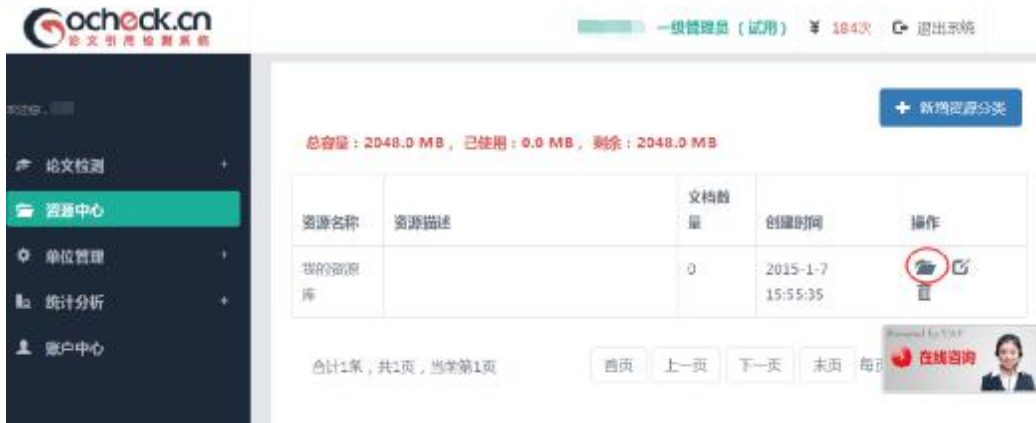 Gocheck.cn
论文引用检测系统
一级管理员（试用） ¥ 184次 退出系统
+ 新增资源分类
总容量：2048.0 MB，已使用：0.0 MB，剩余：2048.0 MB
论文检测 +
资源中心
单位管理 +
统计分析 +
账户中心
资源名称 资源描述 文档数量 创建时间 操作
我的资源库 0 2015-1-7 15:55:35
合计1条，共1页，当前第1页 首页 上一页 下一页 末页 每页
在线咨询